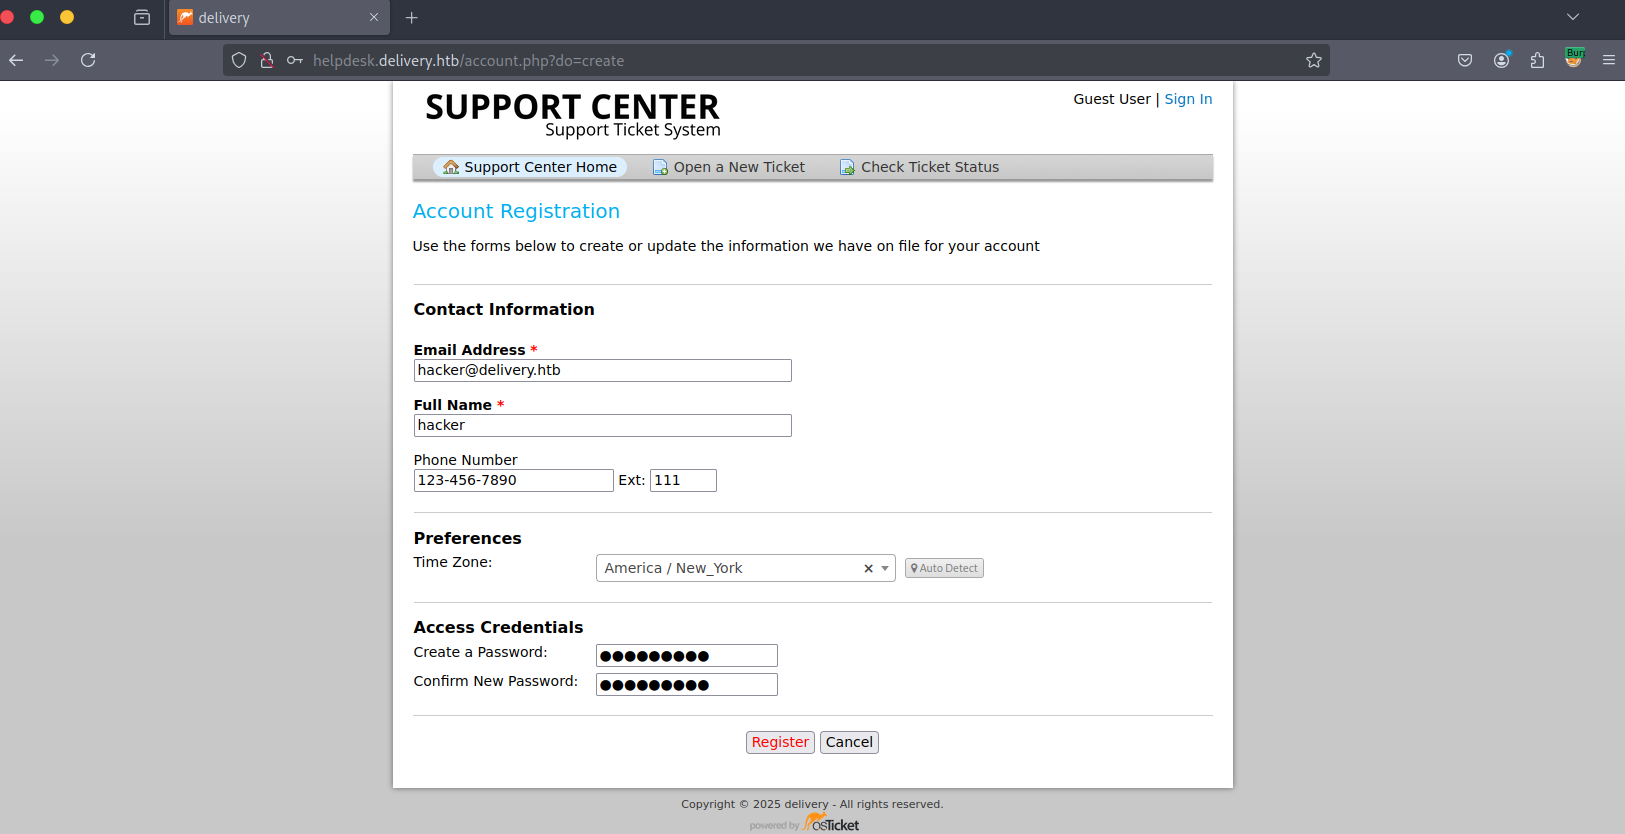 delivery
helpdesk.delivery.htb/account.php?do=create
SUPPORT CENTER
Support Ticket System
Guest User | Sign In
Support Center Home Open a New Ticket Check Ticket Status
Account Registration
Use the forms below to create or update the information we have on file for your account
Contact Information
Email Address *
hacker@delivery.htb
Full Name *
hacker
Phone Number
123-456-7890 Ext: 111
Preferences
Time Zone: America / New_York × Auto Detect
Access Credentials
Create a Password: ●●●●●●●●●
Confirm New Password: ●●●●●●●●●
Register Cancel
Copyright © 2025 delivery - All rights reserved.
powered by osTicket